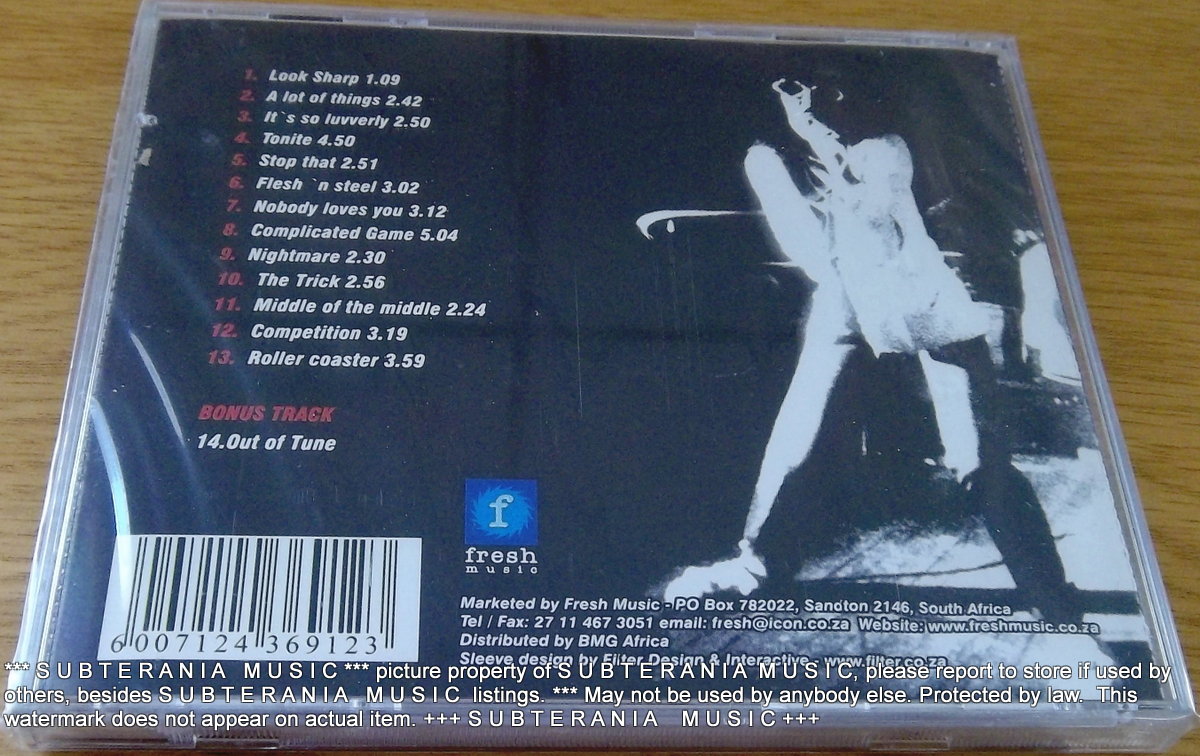 1. Look Sharp 1.09
2. A lot of things 2.42
3. It`s so luvverly 2.50
4. Tonite 4.50
5. Stop that 2.51
6. Flesh `n steel 3.02
7. Nobody loves you 3.12
8. Complicated Game 5.04
9. Nightmare 2.30
10. The Trick 2.56
11. Middle of the middle 2.24
12. Competition 3.19
13. Roller coaster 3.59
BONUS TRACK
14.Out of Tune
f
fresh
music
6 007124 369123
Marketed by Fresh Music - PO Box 782022, Sandton 2146, South Africa
Tel / Fax: 27 11 467 3051 email: fresh@icon.co.za Website: www.freshmusic.co.za
Distributed by BMG Africa
Sleeve design by Filter Design & Interactive - www.filter.co.za
*** S U B T E R A N I A M U S I C *** picture property of S U B T E R A N I A M U S I C, please report to store if used by
others, besides S U B T E R A N I A M U S I C listings. *** May not be used by anybody else. Protected by law. This
watermark does not appear on actual item. +++ S U B T E R A N I A M U S I C +++